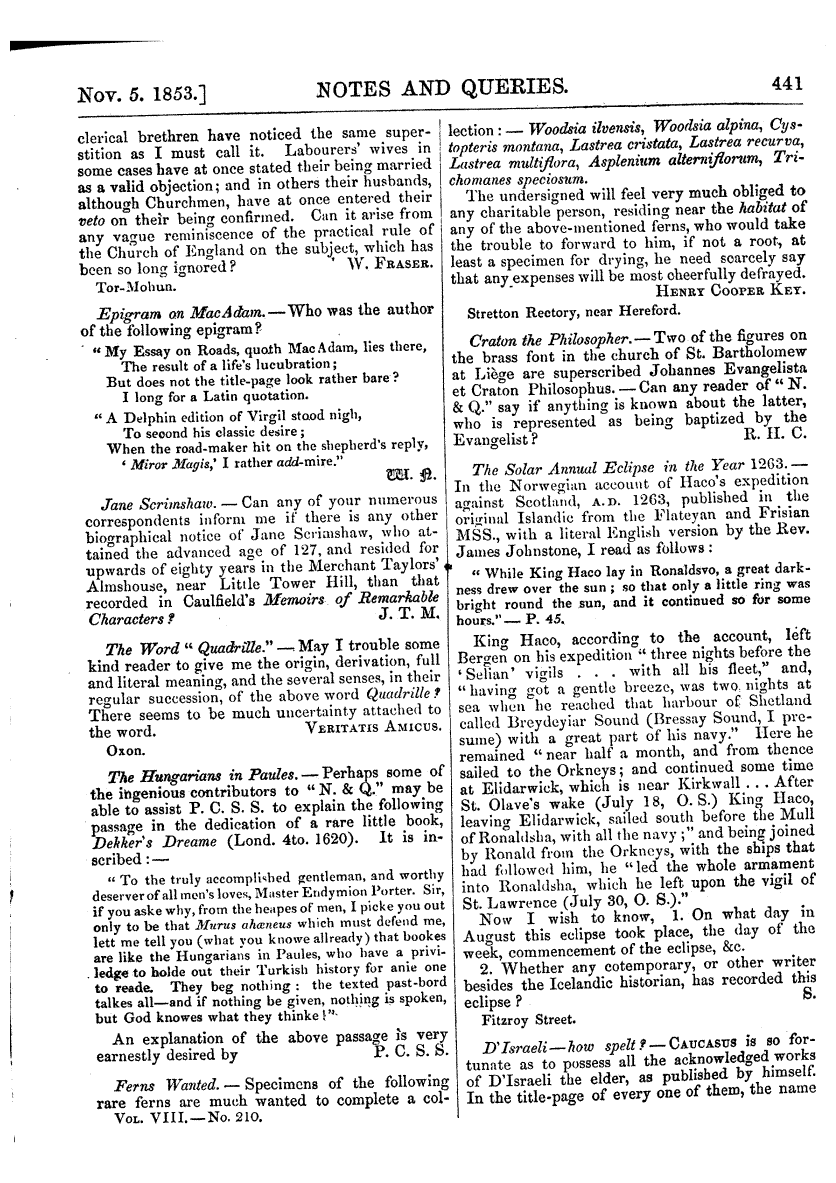 Nov. 5. 1853.]
NOTES AND QUERIES.
441
clerical brethren have noticed the same super-
stition as I must call it. Labourers' wives in
some cases have at once stated their being married
as a valid objection; and in others their husbands,
although Churchmen, have at once entered their
veto on their being confirmed. Can it arise from
any vague reminiscence of the practical rule of
the Church of England on the subject, which has
been so long ignored? W. Fraser.
Tor-Mohun.
Epigram on MacAdam. — Who was the author
of the following epigram?
"My Essay on Roads, quoth MacAdam, lies there,
The result of a life's lucubration;
But does not the title-page look rather bare?
I long for a Latin quotation.
"A Delphin edition of Virgil stood nigh,
To second his classic desire;
When the road-maker hit on the shepherd's reply,
'Miror Magis,' I rather add-mire."
W. N.
Jane Scrimshaw. — Can any of your numerous
correspondents inform me if there is any other
biographical notice of Jane Scrimshaw, who at-
tained the advanced age of 127, and resided for
upwards of eighty years in the Merchant Taylors'
Almshouse, near Little Tower Hill, than that
recorded in Caulfield's Memoirs of Remarkable
Characters? J. T. M.
The Word "Quadrille." — May I trouble some
kind reader to give me the origin, derivation, full
and literal meaning, and the several senses, in their
regular succession, of the above word Quadrille?
There seems to be much uncertainty attached to
the word. Veritatis Amicus.
Oxon.
The Hungarians in Paules. — Perhaps some of
the ingenious contributors to "N. & Q." may be
able to assist P. C. S. S. to explain the following
passage in the dedication of a rare little book,
Dekker's Dreame (Lond. 4to. 1620). It is in-
scribed: —
"To the truly accomplished gentleman, and worthy
deserver of all men's loves, Master Endymion Porter. Sir,
if you aske why, from the heapes of men, I picke you out
only to be that Murus ahæneus which must defend me,
lett me tell you (what you knowe allready) that bookes
are like the Hungarians in Paules, who have a privi-
ledge to holde out their Turkish history for anie one
to reade. They beg nothing: the texted past-bord
talkes all—and if nothing be given, nothing is spoken,
but God knowes what they thinke!"
An explanation of the above passage is very
earnestly desired by P. C. S. S.
Ferns Wanted. — Specimens of the following
rare ferns are much wanted to complete a col-
Vol. VIII.—No. 210.
lection: — Woodsia ilvensis, Woodsia alpina, Cys-
topteris montana, Lastrea cristata, Lastrea recurva,
Lastrea multiflora, Asplenium alterniflorum, Tri-
chomanes speciosum.
The undersigned will feel very much obliged to
any charitable person, residing near the habitat of
any of the above-mentioned ferns, who would take
the trouble to forward to him, if not a root, at
least a specimen for drying, he need scarcely say
that any expenses will be most cheerfully defrayed.
Henry Cooper Key.
Stretton Rectory, near Hereford.
Craton the Philosopher. — Two of the figures on
the brass font in the church of St. Bartholomew
at Liège are superscribed Johannes Evangelista
et Craton Philosophus. — Can any reader of "N.
& Q." say if anything is known about the latter,
who is represented as being baptized by the
Evangelist? R. H. C.
The Solar Annual Eclipse in the Year 1263. —
In the Norwegian account of Haco's expedition
against Scotland, A.D. 1263, published in the
original Islandic from the Flateyan and Frisian
MSS., with a literal English version by the Rev.
James Johnstone, I read as follows:
"While King Haco lay in Ronaldsvo, a great dark-
ness drew over the sun; so that only a little ring was
bright round the sun, and it continued so for some
hours." — P. 45.
King Haco, according to the account, left
Bergen on his expedition "three nights before the
'Selian' vigils . . . with all his fleet," and,
"having got a gentle breeze, was two nights at
sea when he reached that harbour of Shetland
called Breydeyiar Sound (Bressay Sound, I pre-
sume) with a great part of his navy." Here he
remained "near half a month, and from thence
sailed to the Orkneys; and continued some time
at Elidarwick, which is near Kirkwall . . . After
St. Olave's wake (July 18, O. S.) King Haco,
leaving Elidarwick, sailed south before the Mull
of Ronaldsha, with all the navy;" and being joined
by Ronald from the Orkneys, with the ships that
had followed him, he "led the whole armament
into Ronaldsha, which he left upon the vigil of
St. Lawrence (July 30, O. S.)."
Now I wish to know, 1. On what day in
August this eclipse took place, the day of the
week, commencement of the eclipse, &c.
2. Whether any cotemporary, or other writer
besides the Icelandic historian, has recorded this
eclipse? S.
Fitzroy Street.
D'Israeli—how spelt? — Caucasus is so for-
tunate as to possess all the acknowledged works
of D'Israeli the elder, as published by himself.
In the title-page of every one of them, the name